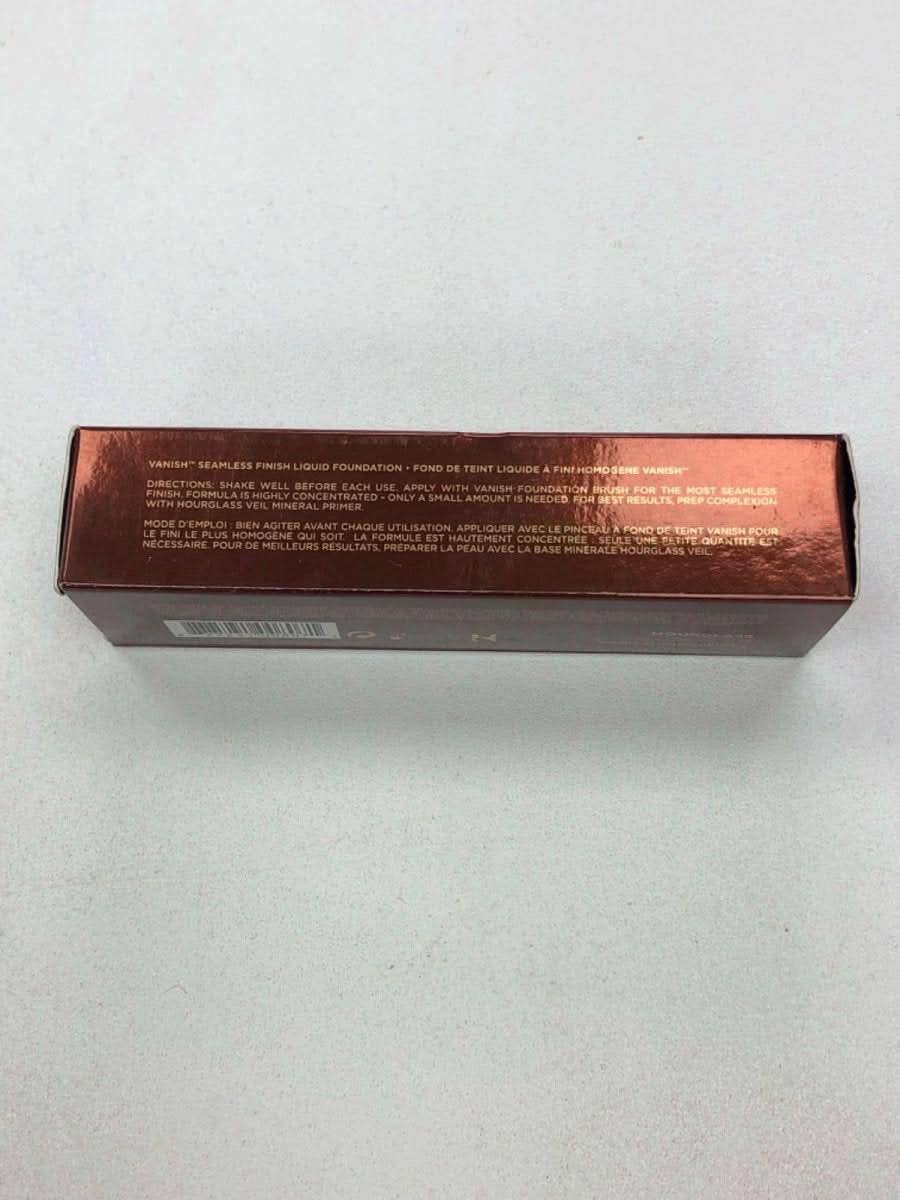 VANISH™ SEAMLESS FINISH LIQUID FOUNDATION • FOND DE TEINT LIQUIDE À FINI HOMOGÈNE VANISH™
DIRECTIONS: SHAKE WELL BEFORE EACH USE. APPLY WITH VANISH™ FOUNDATION BRUSH FOR THE MOST SEAMLESS
FINISH. FORMULA IS HIGHLY CONCENTRATED - ONLY A SMALL AMOUNT IS NEEDED. FOR BEST RESULTS, PREP COMPLEXION
WITH HOURGLASS VEIL MINERAL PRIMER.
MODE D'EMPLOI : BIEN AGITER AVANT CHAQUE UTILISATION. APPLIQUER AVEC LE PINCEAU À FOND DE TEINT VANISH POUR
LE FINI LE PLUS HOMOGÈNE QUI SOIT. LA FORMULE EST HAUTEMENT CONCENTRÉE : SEULE UNE PETITE QUANTITÉ EST
NÉCESSAIRE. POUR DE MEILLEURS RÉSULTATS, PRÉPARER LA PEAU AVEC LA BASE MINÉRALE HOURGLASS VEIL.
HOURGLASS